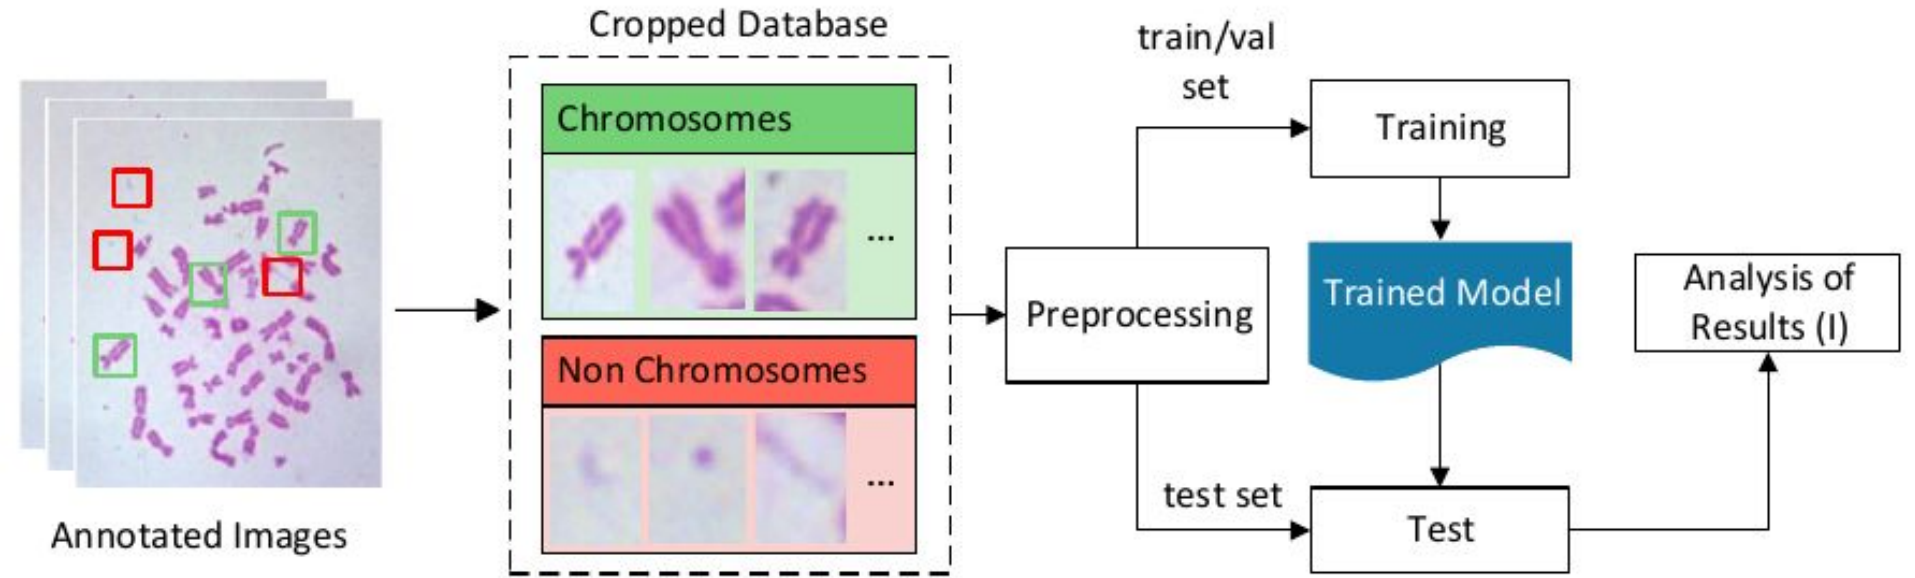 Annotated Images
Cropped Database
Chromosomes
...
Non Chromosomes
...
Preprocessing
train/val
set
Training
Trained Model
test set
Test
Analysis of
Results (I)